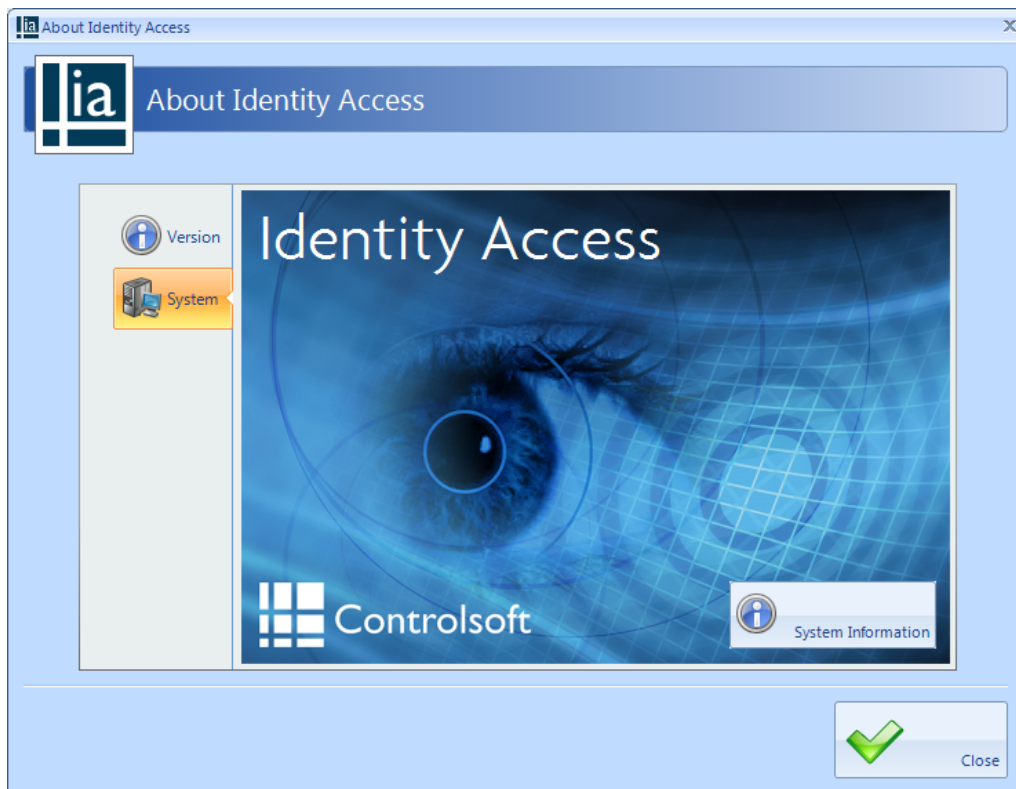 ia About Identity Access
ia
About Identity Access
Version
System
Identity Access
Controlsoft
System Information
Close